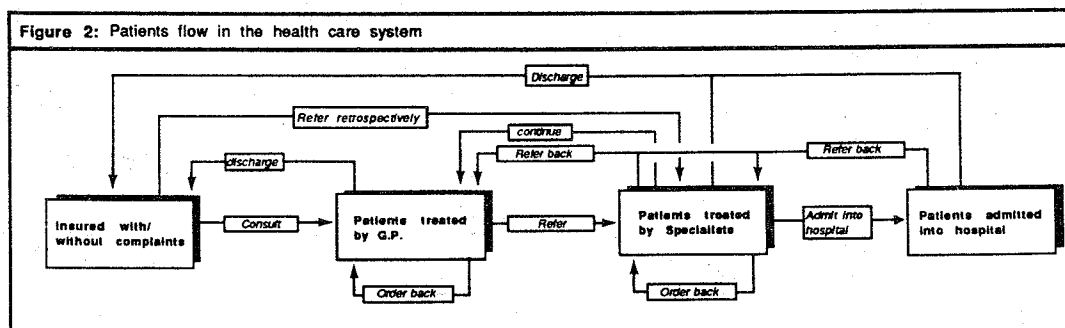 Figure 2: Patients flow in the health care system
Discharge
Refer retrospectively
continue
discharge
Refer back
Refer back
Insured with/
without complaints
Consult
Patients treated
by G.P.
Refer
Patients treated
by Specialists
Admit into
hospital
Patients admitted
into hospital
Order back
Order back